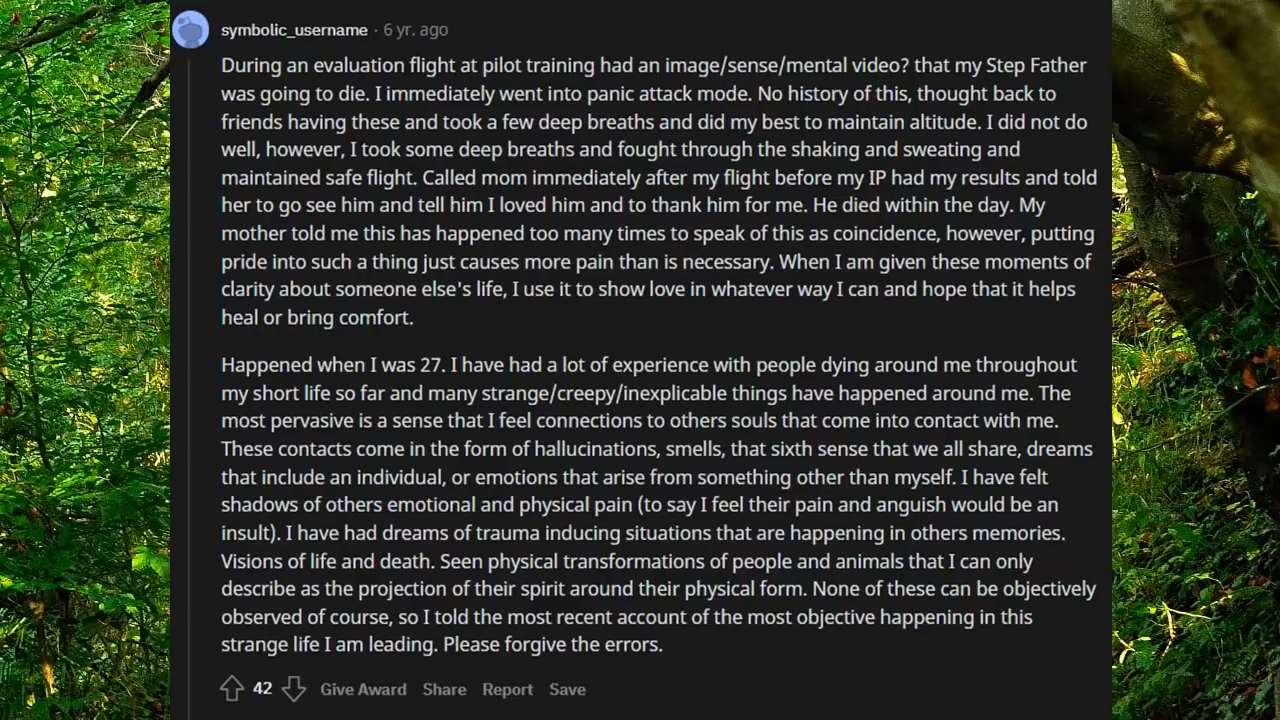 symbolic_username · 6 yr. ago
During an evaluation flight at pilot training had an image/sense/mental video? that my Step Father
was going to die. I immediately went into panic attack mode. No history of this, thought back to
friends having these and took a few deep breaths and did my best to maintain altitude. I did not do
well, however, I took some deep breaths and fought through the shaking and sweating and
maintained safe flight. Called mom immediately after my flight before my IP had my results and told
her to go see him and tell him I loved him and to thank him for me. He died within the day. My
mother told me this has happened too many times to speak of this as coincidence, however, putting
pride into such a thing just causes more pain than is necessary. When I am given these moments of
clarity about someone else's life, I use it to show love in whatever way I can and hope that it helps
heal or bring comfort.
Happened when I was 27. I have had a lot of experience with people dying around me throughout
my short life so far and many strange/creepy/inexplicable things have happened around me. The
most pervasive is a sense that I feel connections to others souls that come into contact with me.
These contacts come in the form of hallucinations, smells, that sixth sense that we all share, dreams
that include an individual, or emotions that arise from something other than myself. I have felt
shadows of others emotional and physical pain (to say I feel their pain and anguish would be an
insult). I have had dreams of trauma inducing situations that are happening in others memories.
Visions of life and death. Seen physical transformations of people and animals that I can only
describe as the projection of their spirit around their physical form. None of these can be objectively
observed of course, so I told the most recent account of the most objective happening in this
strange life I am leading. Please forgive the errors.
42 Give Award Share Report Save